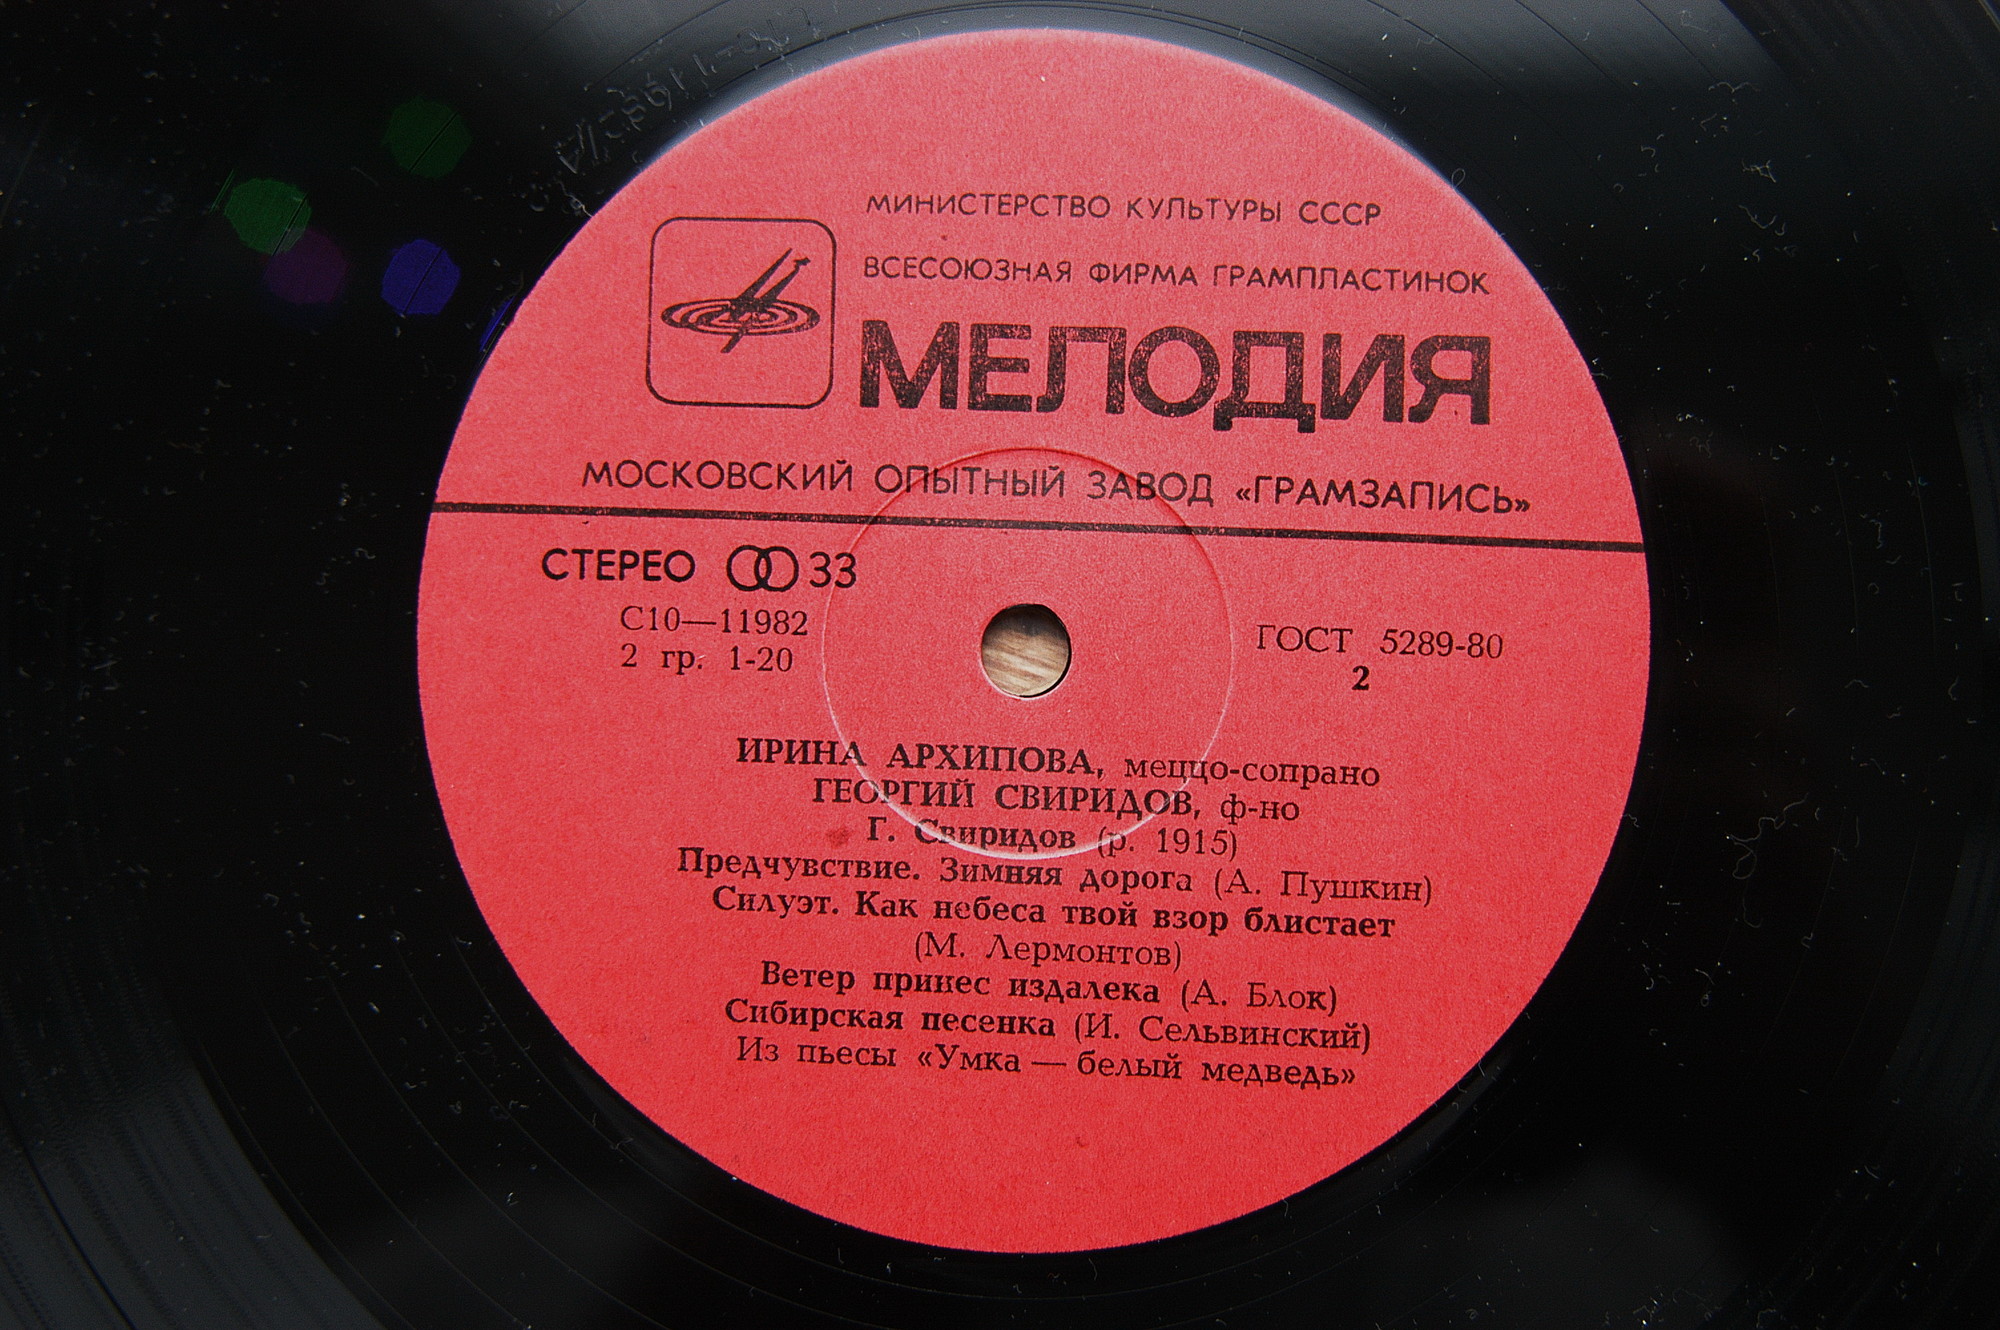 МИНИСТЕРСТВО КУЛЬТУРЫ СССР
ВСЕСОЮЗНАЯ ФИРМА ГРАМПЛАСТИНОК
МЕЛОДИЯ
МОСКОВСКИЙ ОПЫТНЫЙ ЗАВОД «ГРАМЗАПИСЬ»
СТЕРЕО 33
С10—11982
2 гр. 1-20
ГОСТ 5289-80
2
ИРИНА АРХИПОВА, меццо-сопрано
ГЕОРГИЙ СВИРИДОВ, ф-но
Г. Свиридов (р. 1915)
Предчувствие. Зимняя дорога (А. Пушкин)
Силуэт. Как небеса твой взор блистает
(М. Лермонтов)
Ветер принес издалека (А. Блок)
Сибирская песенка (И. Сельвинский)
Из пьесы «Умка — белый медведь»